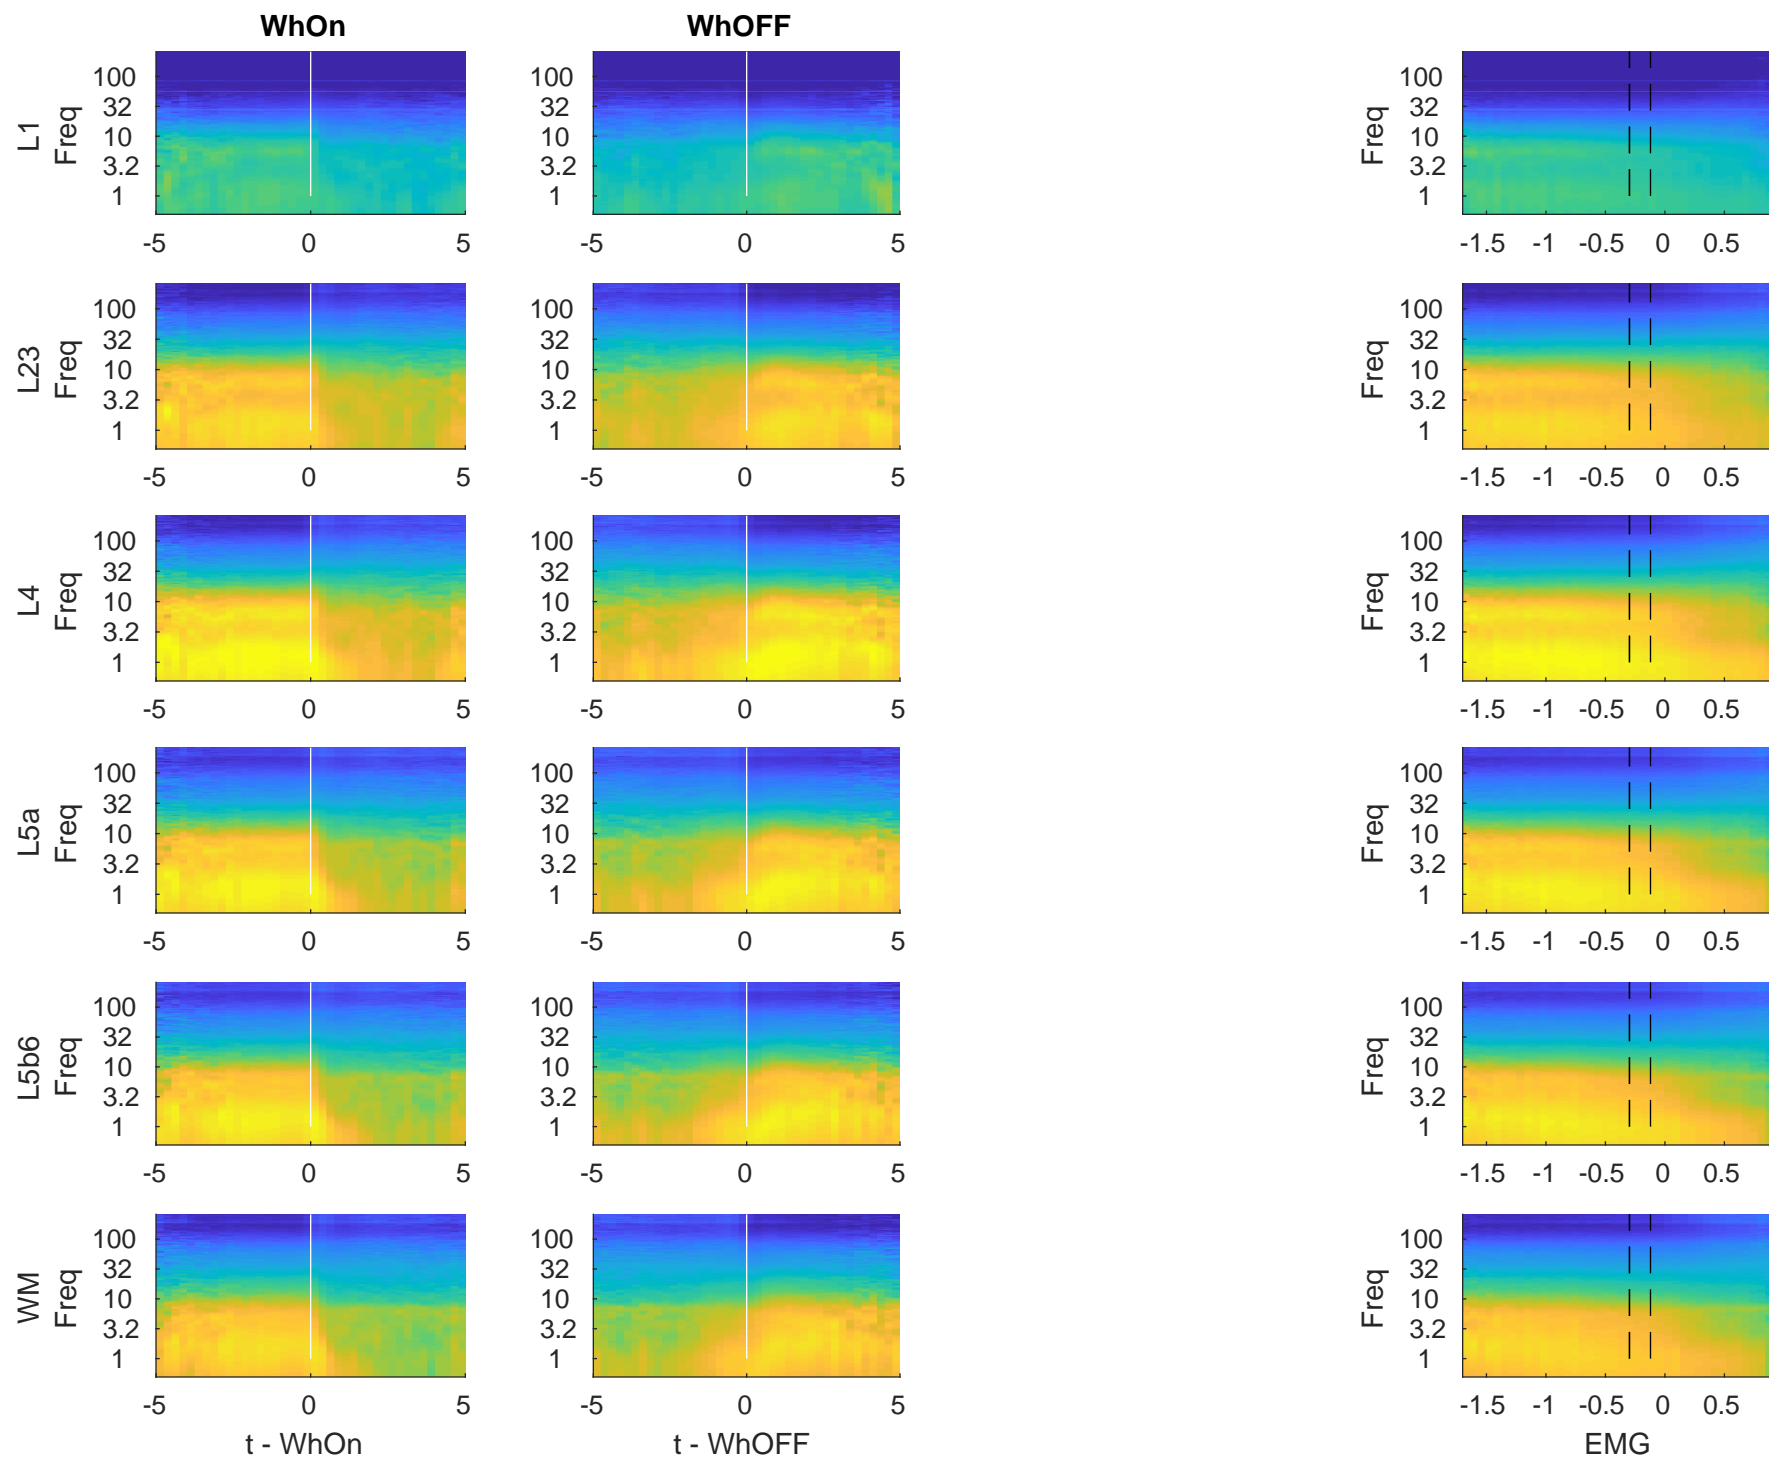 WhOn WhOFF
L1 Freq 100 32 10 3.2 1 100 32 10 3.2 1 Freq 100 32 10 3.2 1
-5 0 5 -5 0 5 -1.5 -1 -0.5 0 0.5
L23 Freq 100 32 10 3.2 1 100 32 10 3.2 1 Freq 100 32 10 3.2 1
-5 0 5 -5 0 5 -1.5 -1 -0.5 0 0.5
L4 Freq 100 32 10 3.2 1 100 32 10 3.2 1 Freq 100 32 10 3.2 1
-5 0 5 -5 0 5 -1.5 -1 -0.5 0 0.5
L5a Freq 100 32 10 3.2 1 100 32 10 3.2 1 Freq 100 32 10 3.2 1
-5 0 5 -5 0 5 -1.5 -1 -0.5 0 0.5
L5b6 Freq 100 32 10 3.2 1 100 32 10 3.2 1 Freq 100 32 10 3.2 1
-5 0 5 -5 0 5 -1.5 -1 -0.5 0 0.5
WM Freq 100 32 10 3.2 1 100 32 10 3.2 1 Freq 100 32 10 3.2 1
-5 0 5 -5 0 5 -1.5 -1 -0.5 0 0.5
t - WhOn t - WhOFF EMG